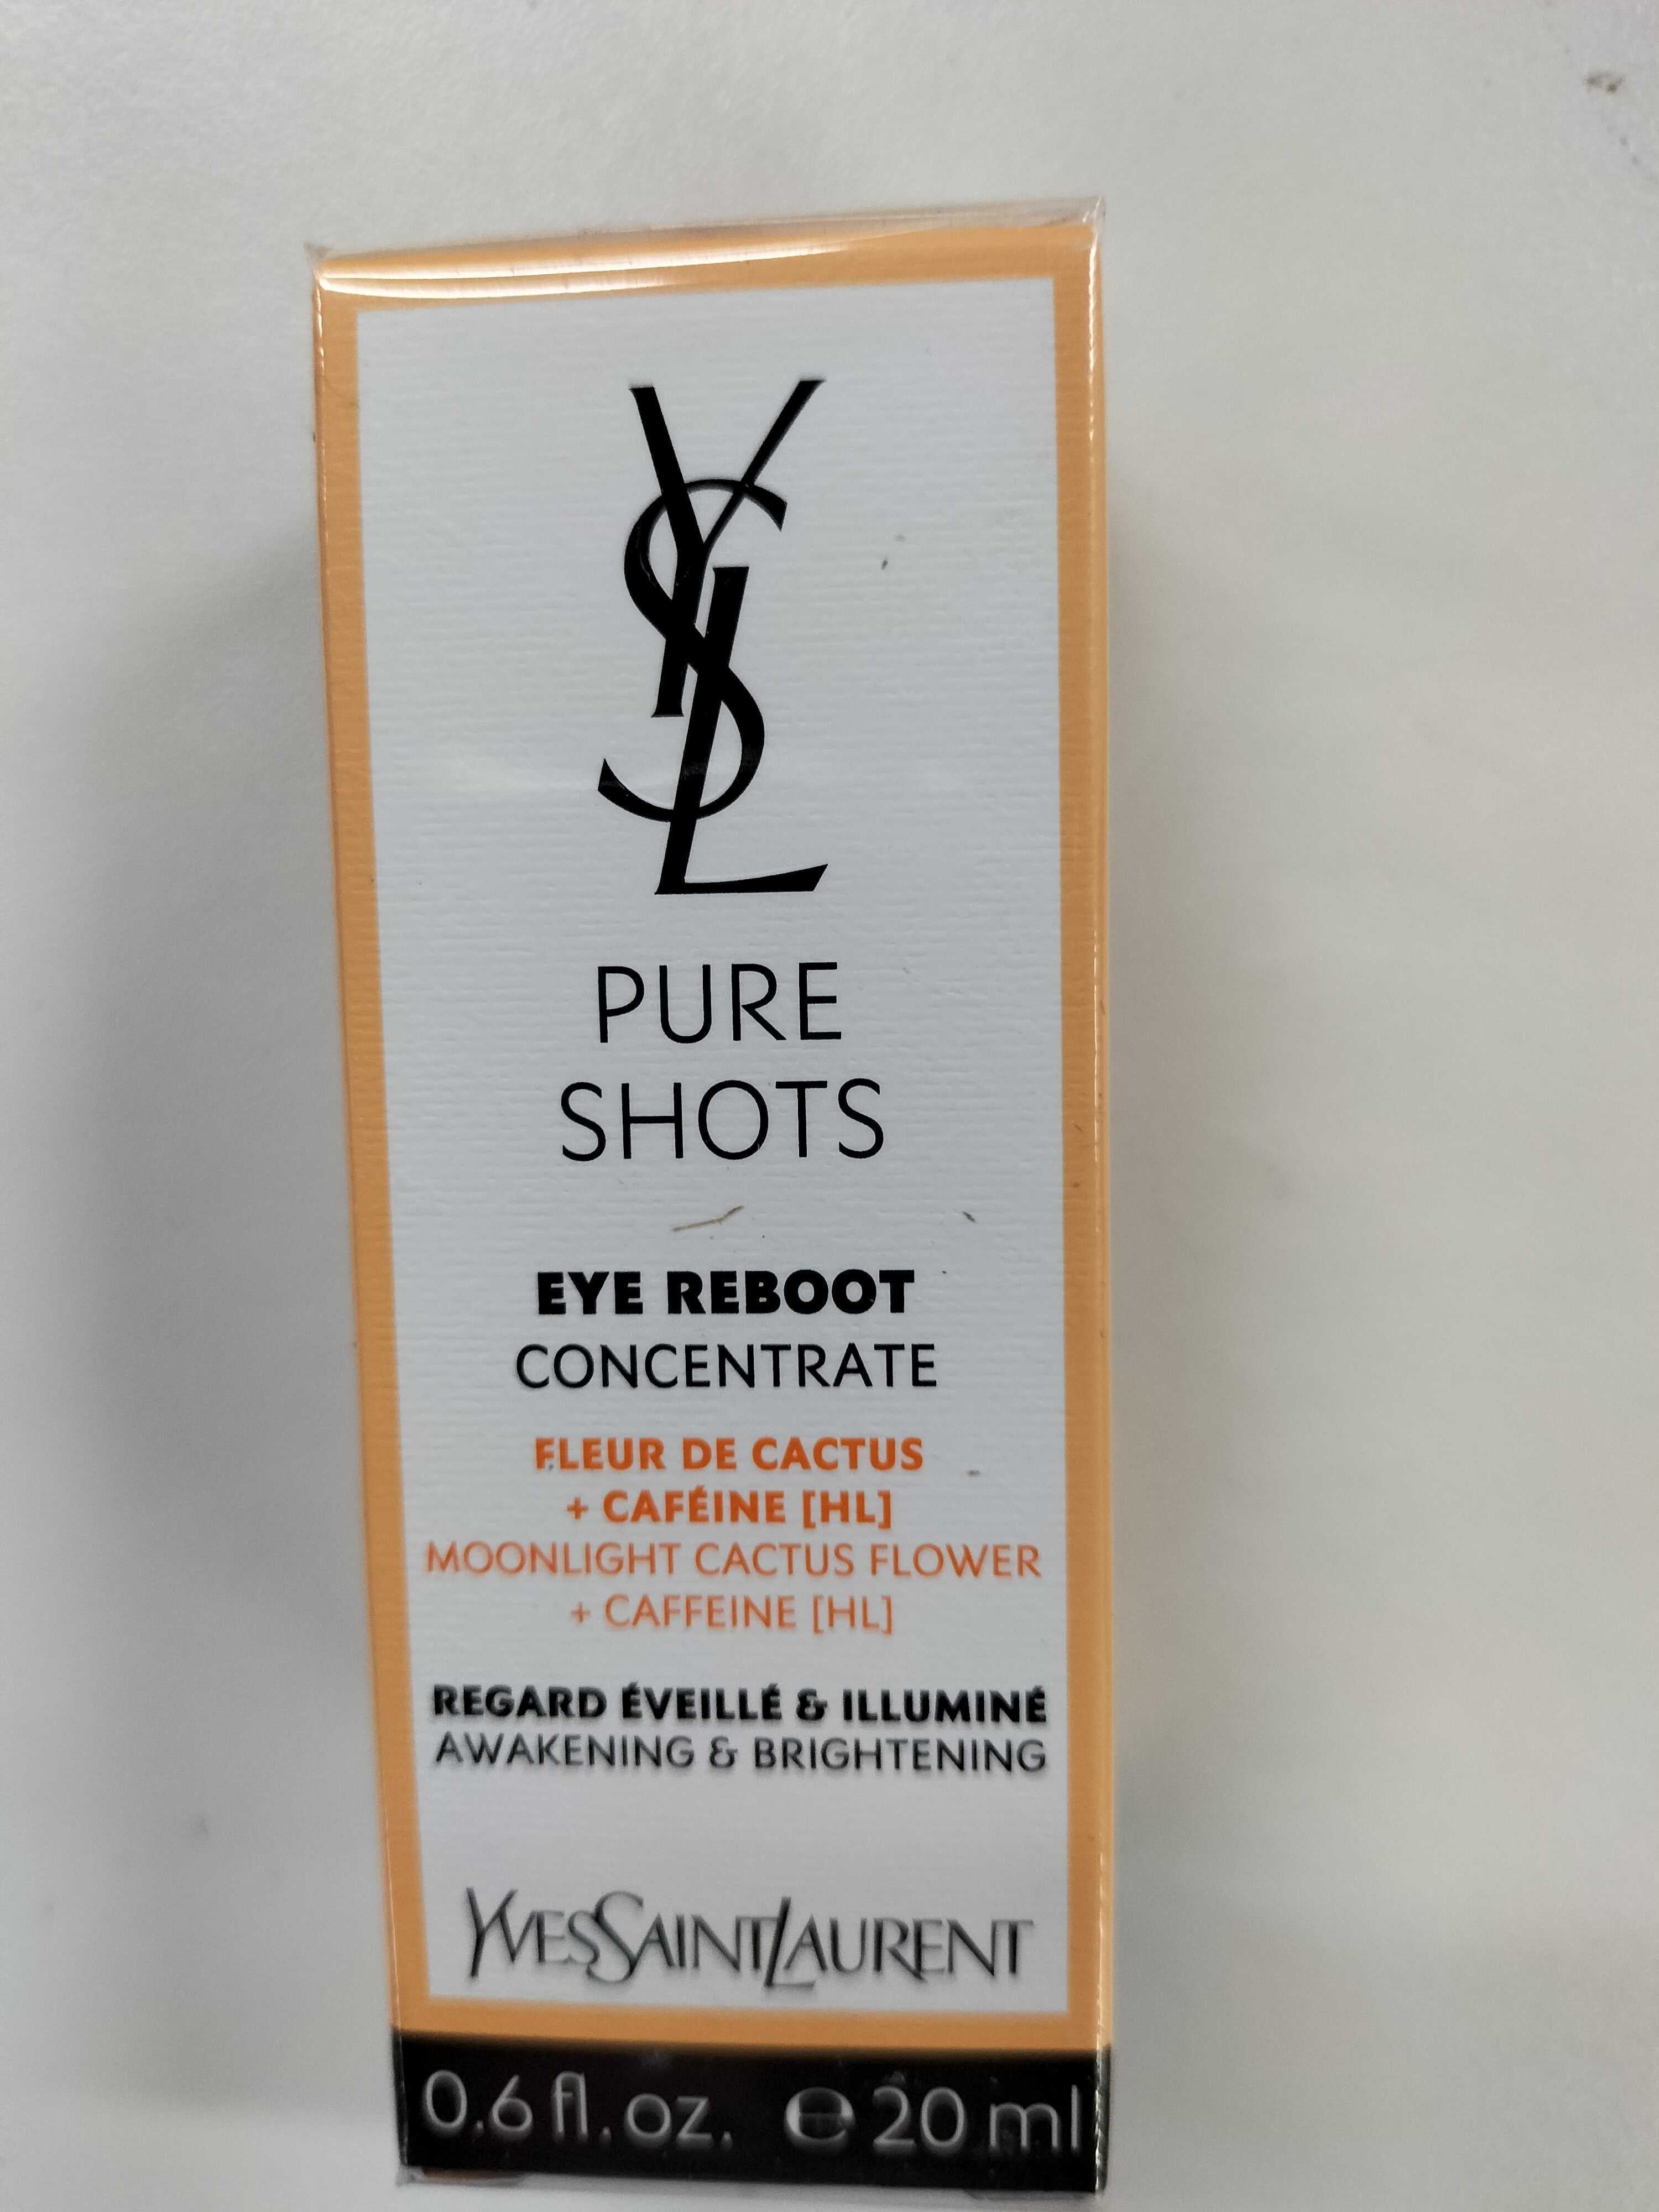 YSL
PURE
SHOTS
EYE REBOOT
CONCENTRATE
FLEUR DE CACTUS
+ CAFÉINE [HL]
MOONLIGHT CACTUS FLOWER
+ CAFFEINE [HL]
REGARD ÉVEILLÉ & ILLUMINÉ
AWAKENING & BRIGHTENING
YVESSAINTLAURENT
0.6 fl.oz. ℮ 20 ml